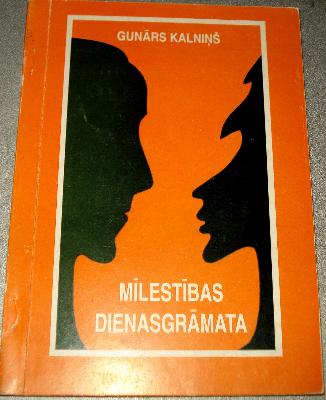 GUNĀRS KALNIŅŠ
MĪLESTĪBAS
DIENASGRĀMATA